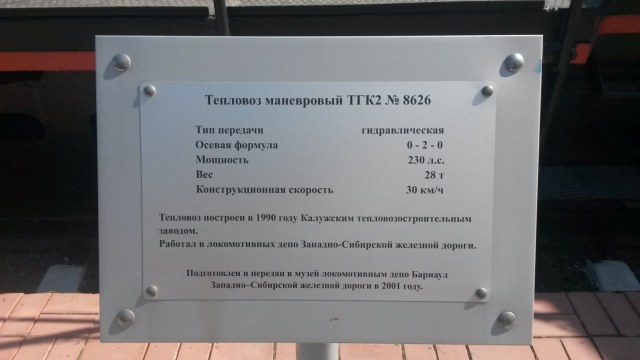 Тепловоз маневровый ТГК2 № 8626
Тип передачи гидравлическая
Осевая формула 0 - 2 - 0
Мощность 230 л.с.
Вес 28 т
Конструкционная скорость 30 км/ч
Тепловоз построен в 1990 году Калужским тепловозостроительным
заводом.
Работал в локомотивных депо Западно-Сибирской железной дороги.
Подготовлен и передан в музей локомотивным депо Барнаул
Западно–Сибирской железной дороги в 2001 году.